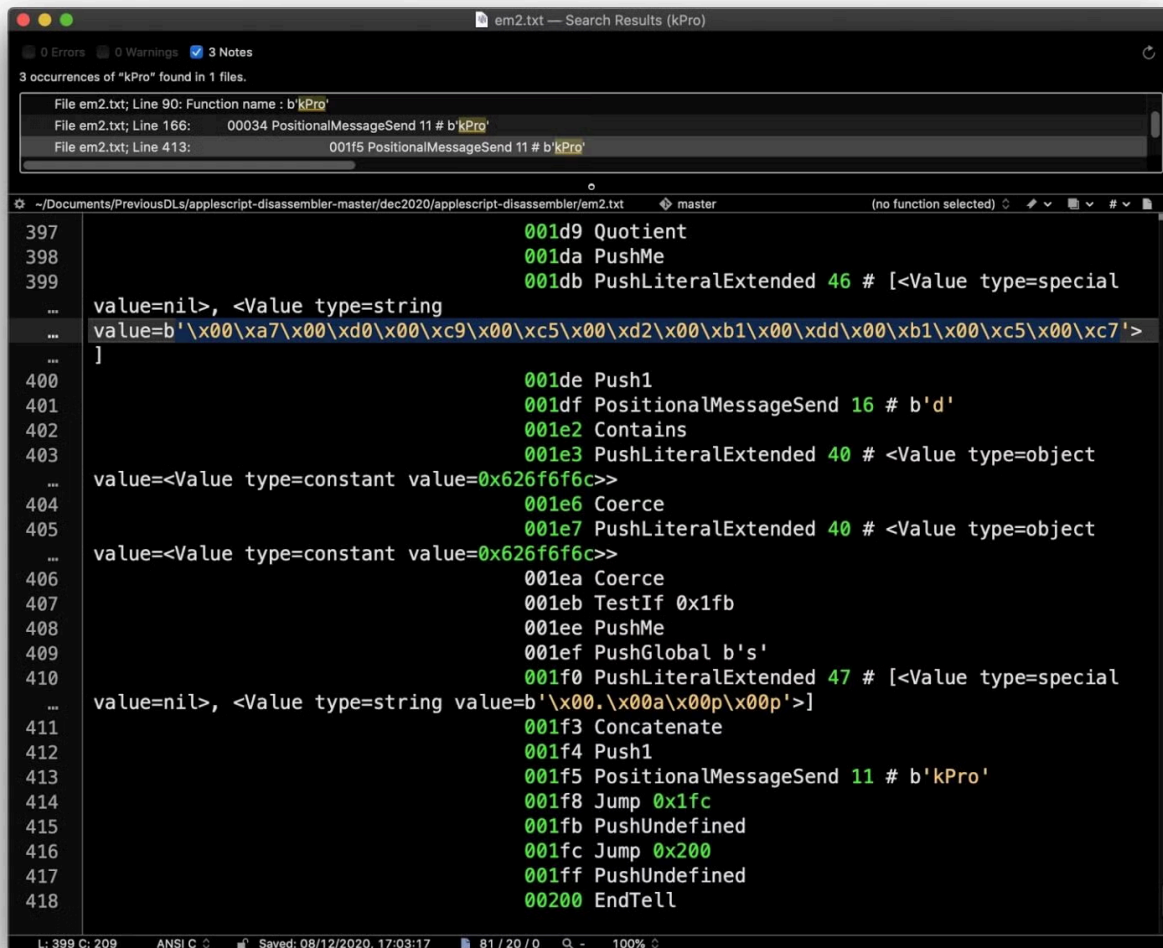 em2.txt — Search Results (kPro)
0 Errors 0 Warnings 3 Notes
3 occurrences of “kPro” found in 1 files.
File em2.txt; Line 90: Function name : b'kPro'
File em2.txt; Line 166: 00034 PositionalMessageSend 11 # b'kPro'
File em2.txt; Line 413: 001f5 PositionalMessageSend 11 # b'kPro'
~/Documents/PreviousDLs/applescript-disassembler-master/dec2020/applescript-disassembler/em2.txt master (no function selected) #
397 001d9 Quotient
398 001da PushMe
399 001db PushLiteralExtended 46 # [<Value type=special
… value=nil>, <Value type=string
… value=b'\x00\xa7\x00\xd0\x00\xc9\x00\xc5\x00\xd2\x00\xb1\x00\xdd\x00\xb1\x00\xc5\x00\xc7'>
… ]
400 001de Push1
401 001df PositionalMessageSend 16 # b'd'
402 001e2 Contains
403 001e3 PushLiteralExtended 40 # <Value type=object
… value=<Value type=constant value=0x626f6f6c>>
404 001e6 Coerce
405 001e7 PushLiteralExtended 40 # <Value type=object
… value=<Value type=constant value=0x626f6f6c>>
406 001ea Coerce
407 001eb TestIf 0x1fb
408 001ee PushMe
409 001ef PushGlobal b's'
410 001f0 PushLiteralExtended 47 # [<Value type=special
… value=nil>, <Value type=string value=b'\x00.\x00a\x00p\x00p'>]
411 001f3 Concatenate
412 001f4 Push1
413 001f5 PositionalMessageSend 11 # b'kPro'
414 001f8 Jump 0x1fc
415 001fb PushUndefined
416 001fc Jump 0x200
417 001ff PushUndefined
418 00200 EndTell
L: 399 C: 209 ANSI C Saved: 08/12/2020, 17:03:17 81 / 20 / 0 - 100%